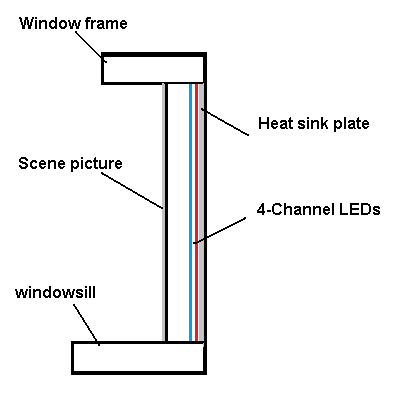 Window frame
Heat sink plate
Scene picture
4-Channel LEDs
windowsill